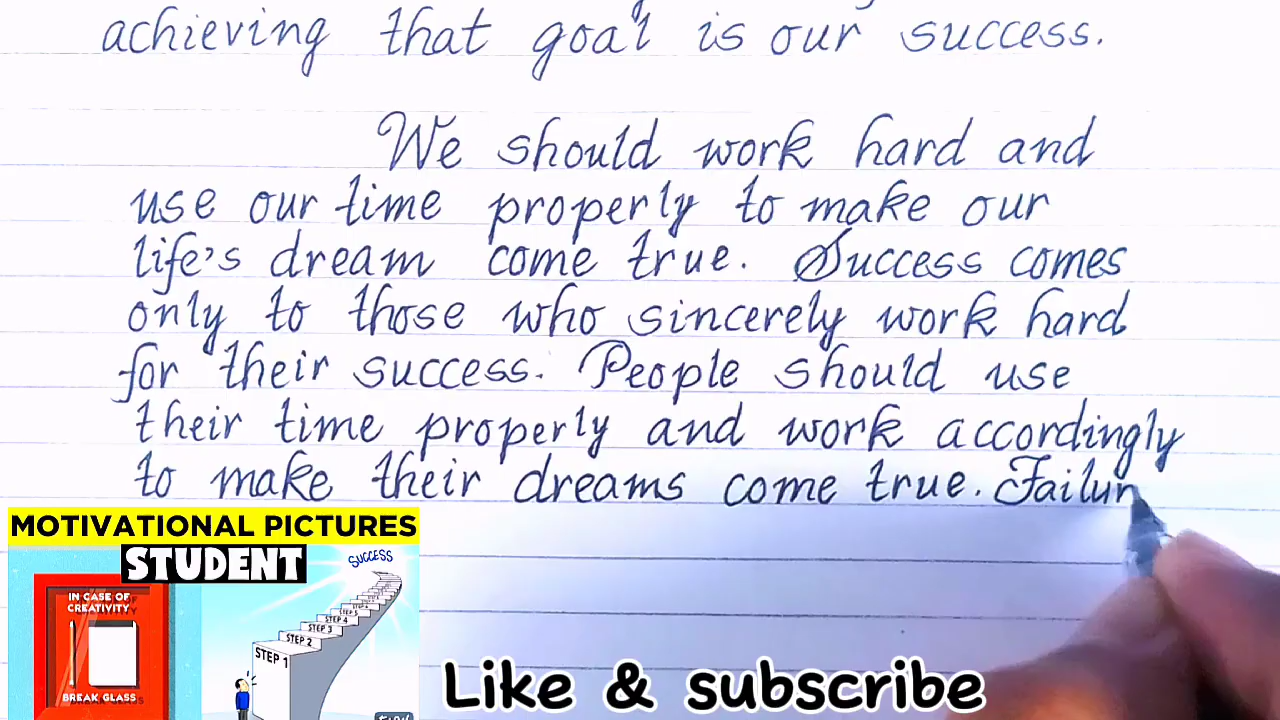 achieving that goal is our success.
We should work hard and
use our time properly to make our
life's dream come true. Success comes
only to those who sincerely work hard
for their success. People should use
their time properly and work accordingly
to make their dreams come true. Failur
MOTIVATIONAL PICTURES
STUDENT
IN CASE OF
CREATIVITY
BREAK GLASS
SUCCESS
STEP 5
STEP 4
STEP 3
STEP 2
STEP 1
Like & subscribe